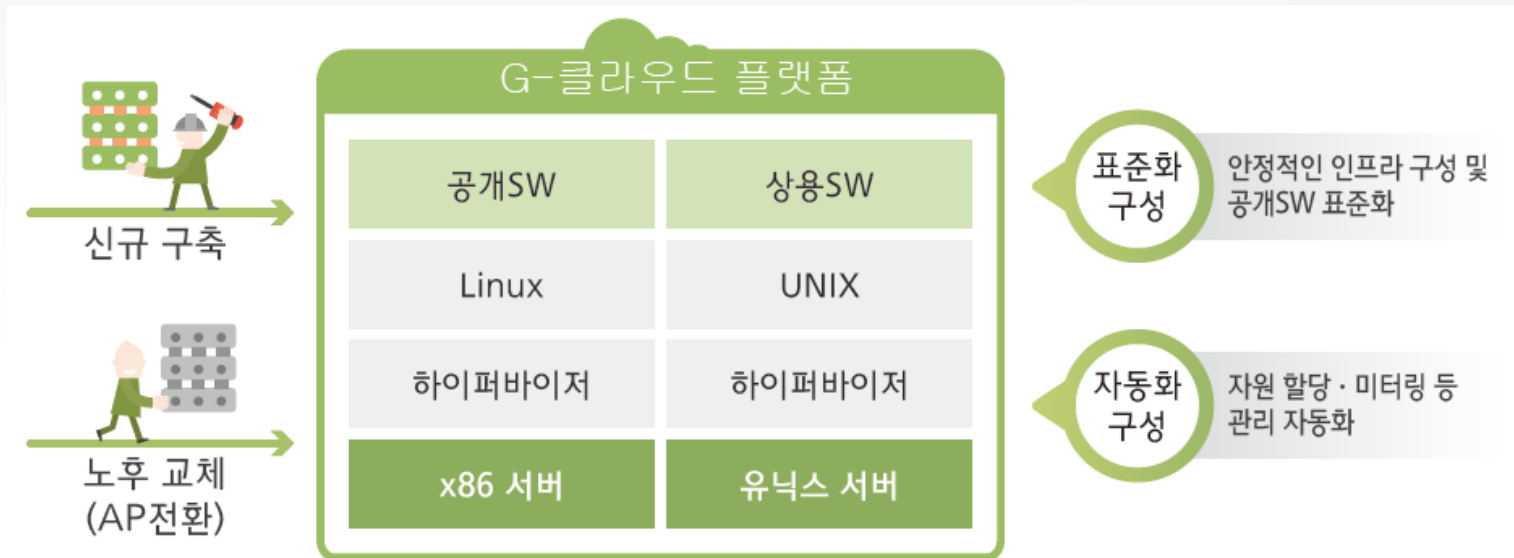 G-클라우드 플랫폼
신규 구축
노후 교체
(AP전환)
공개SW
상용SW
Linux
UNIX
하이퍼바이저
하이퍼바이저
x86 서버
유닉스 서버
표준화
구성
안정적인 인프라 구성 및
공개SW 표준화
자동화
구성
자원 할당 · 미터링 등
관리 자동화